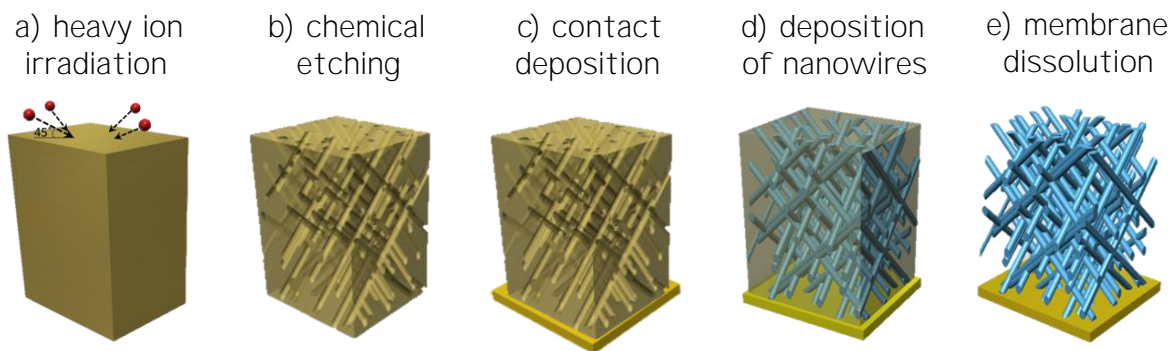 a) heavy ion
irradiation
b) chemical
etching
c) contact
deposition
d) deposition
of nanowires
e) membrane
dissolution
45°